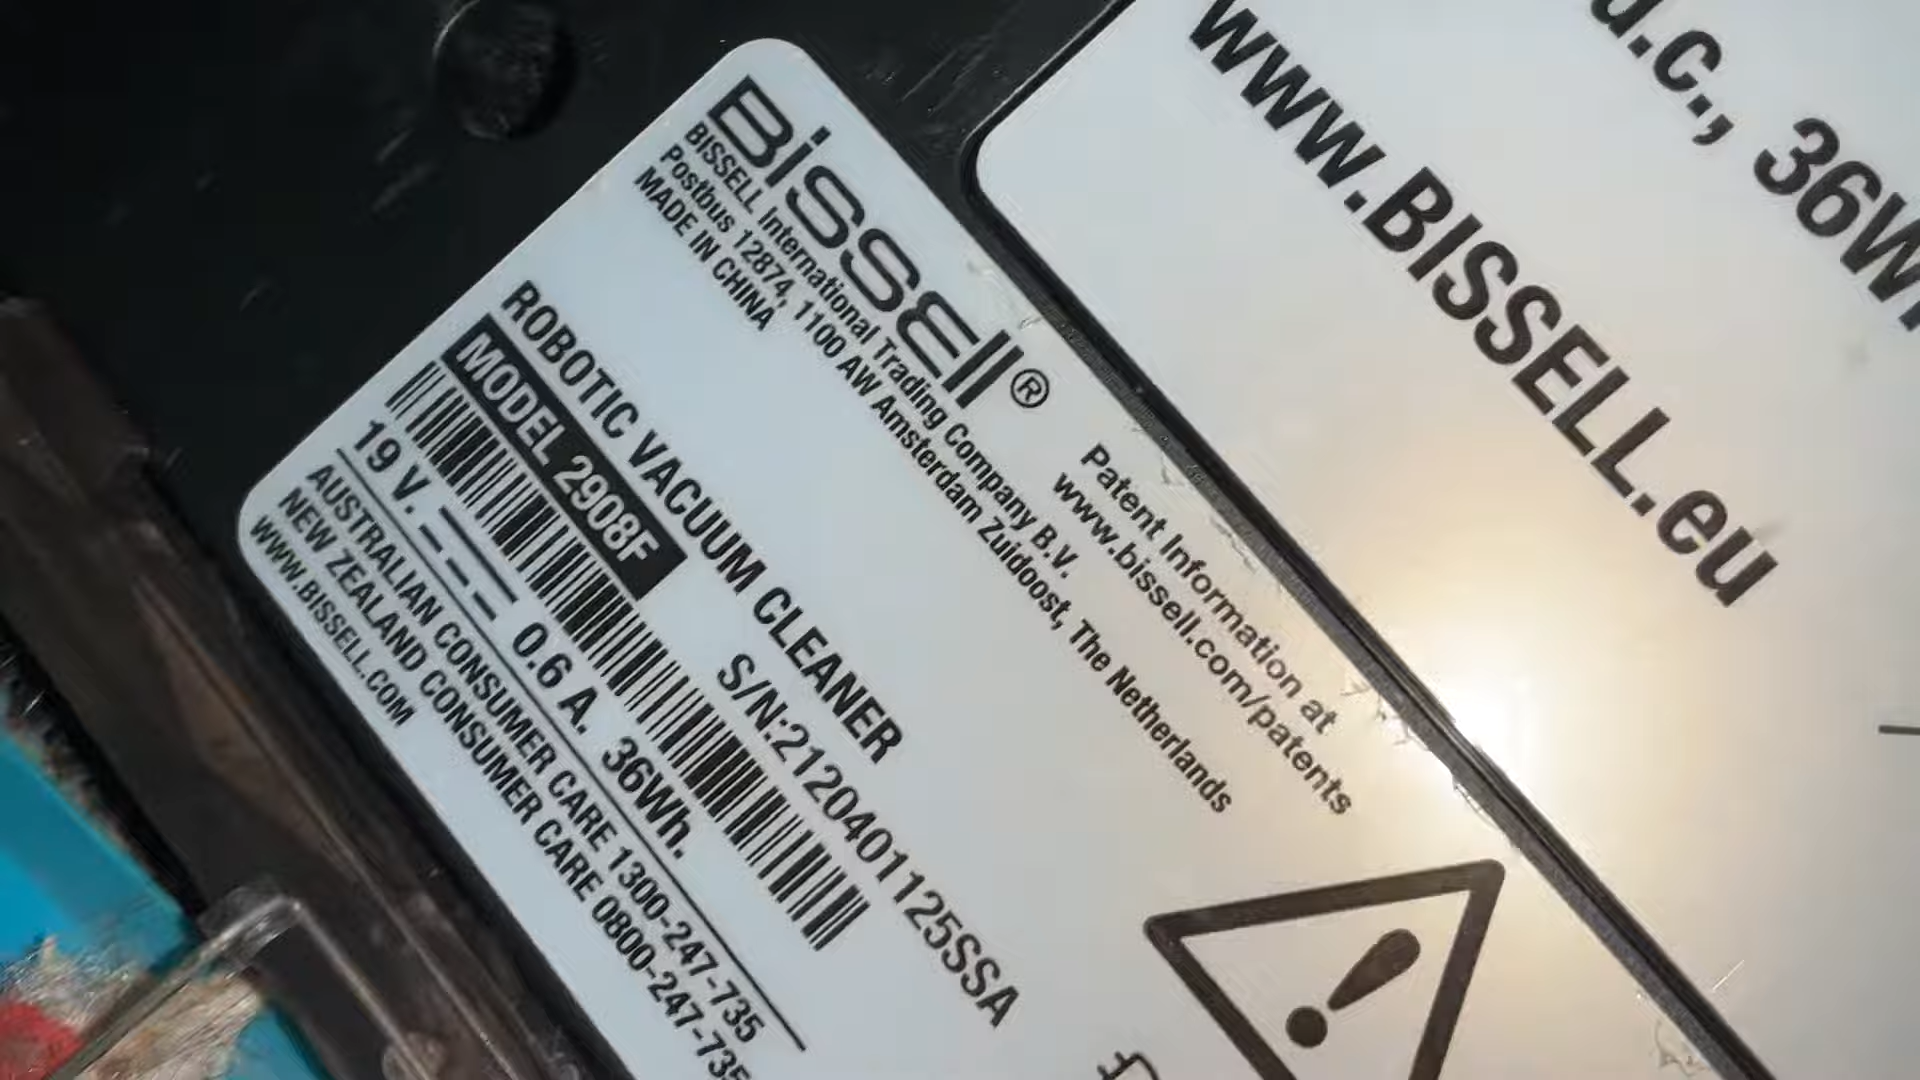 Bissell®
BISSELL International Trading Company B.V.
Postbus 12874, 1100 AW Amsterdam Zuidoost, The Netherlands
MADE IN CHINA
Patent Information at
www.bissell.com/patents
ROBOTIC VACUUM CLEANER
MODEL 2908F
S/N:2120401125SSA
19 V. 0.6 A. 36Wh.
AUSTRALIAN CONSUMER CARE 1300-247-735
NEW ZEALAND CONSUMER CARE 0800-247-735
WWW.BISSELL.COM
d.c., 36W
www.BISSELL.eu